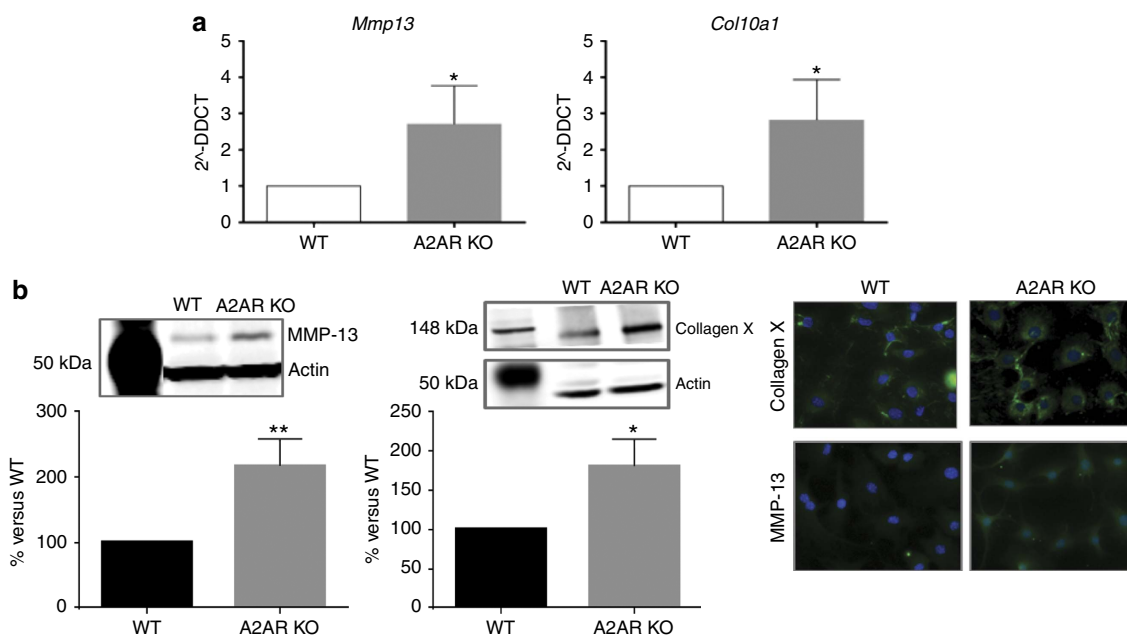 a
Mmp13
5
4
3
2
1
0
2^-DDCT
*
WT
A2AR KO
Col10a1
5
4
3
2
1
0
2^-DDCT
*
WT
A2AR KO
b
WT A2AR KO
MMP-13
50 kDa
Actin
300
200
100
0
% versus WT
**
WT
A2AR KO
WT A2AR KO
148 kDa
Collagen X
50 kDa
Actin
250
200
150
100
50
0
% versus WT
*
WT
A2AR KO
WT
A2AR KO
Collagen X
MMP-13